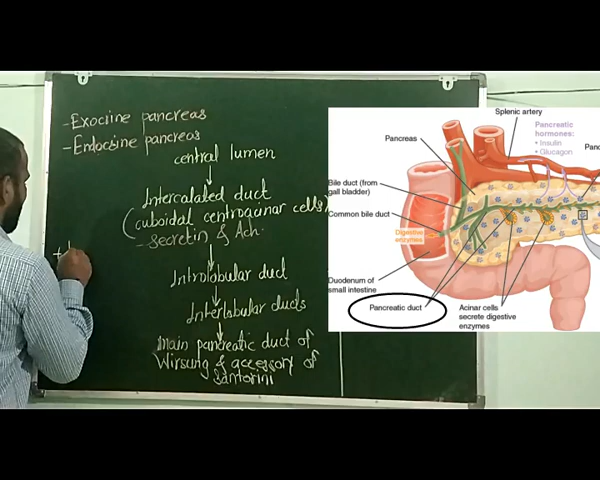 -Exocrine pancreas
-Endocrine pancreas
central lumen
Intercalated duct
(cuboidal centroacinar cells)
-secretin & Ach.
Intralobular duct
Interlobular ducts
Main pancreatic duct of
Wirsung & accessory of
Santorini
Splenic artery
Pancreatic
hormones:
• Insulin
• Glucagon
Pancreas
Bile duct (from
gall bladder)
Common bile duct
Digestive
enzymes
Duodenum of
small intestine
Pancreatic duct
Acinar cells
secrete digestive
enzymes